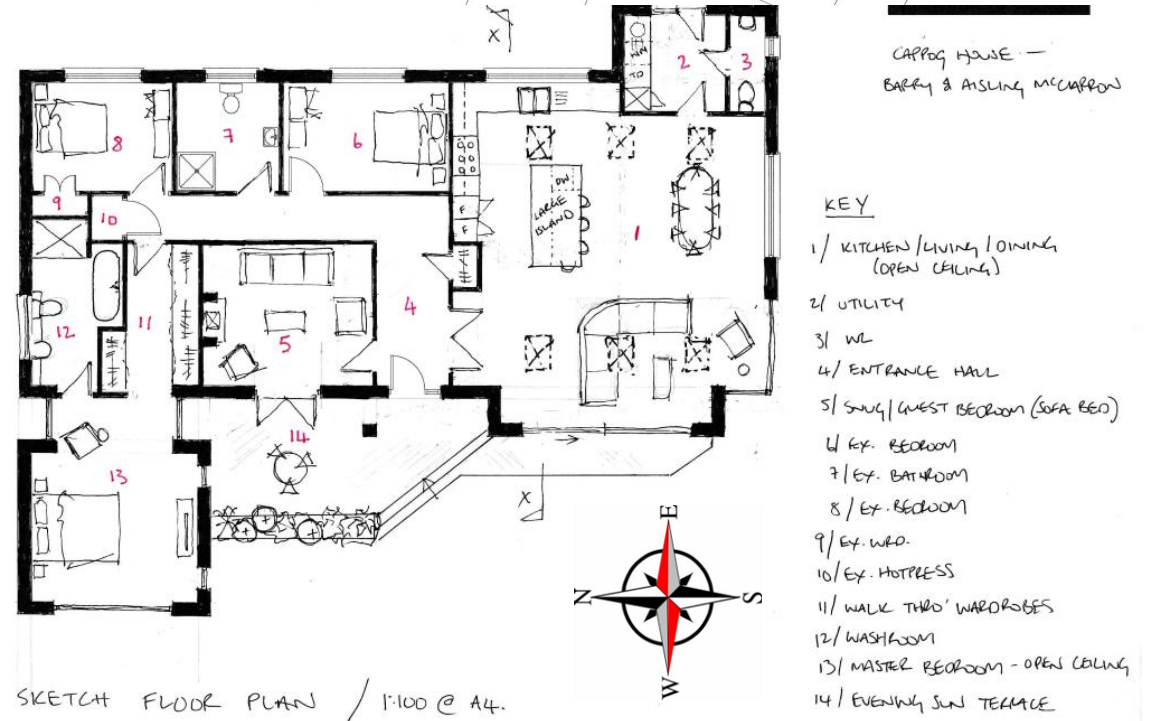 CAPPOG HOUSE —
BARRY & AISLING MCCARRON
KEY
1/ KITCHEN/LIVING/DINING
(OPEN CEILING)
2/ UTILITY
3/ WC
4/ ENTRANCE HALL
5/ SNUG/GUEST BEDROOM (SOFA BED)
6/ EX. BEDROOM
7/ EX. BATHROOM
8/ EX. BEDROOM
9/ EX. WRD.
10/ EX. HOTPRESS
11/ WALK THRO' WARDROBES
12/ WASHROOM
13/ MASTER BEDROOM - OPEN CEILING
14/ EVENING SUN TERRACE
X
WM
TD
2
3
8
7
6
9
10
F
F
DW
LARGE
ISLAND
1
12
11
5
4
14
13
X
E
N
S
W
SKETCH FLOOR PLAN / 1:100 @ A4.